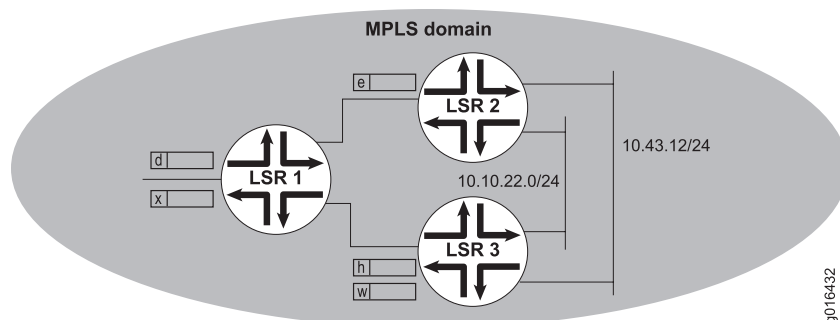 MPLS domain
e
LSR 2
10.43.12/24
d
LSR 1
x
10.10.22.0/24
LSR 3
h
w
g016432